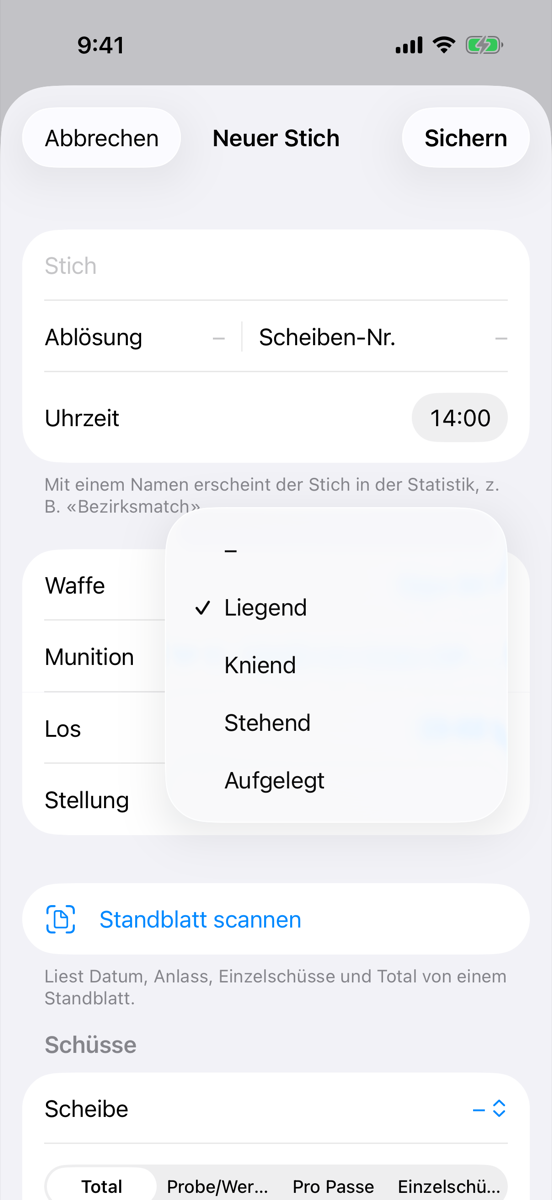 9:41
Abbrechen Neuer Stich Sichern
Stich
Ablösung – Scheiben-Nr. –
Uhrzeit 14:00
Mit einem Namen erscheint der Stich in der Statistik, z.
B. «Bezirksmatch»
–
Waffe
✓ Liegend
Kniend
Munition
Stehend
Los
Aufgelegt
Stellung
Standblatt scannen
Liest Datum, Anlass, Einzelschüsse und Total von einem
Standblatt.
Schüsse
Scheibe –
Total Probe/Wer... Pro Passe Einzelschü...